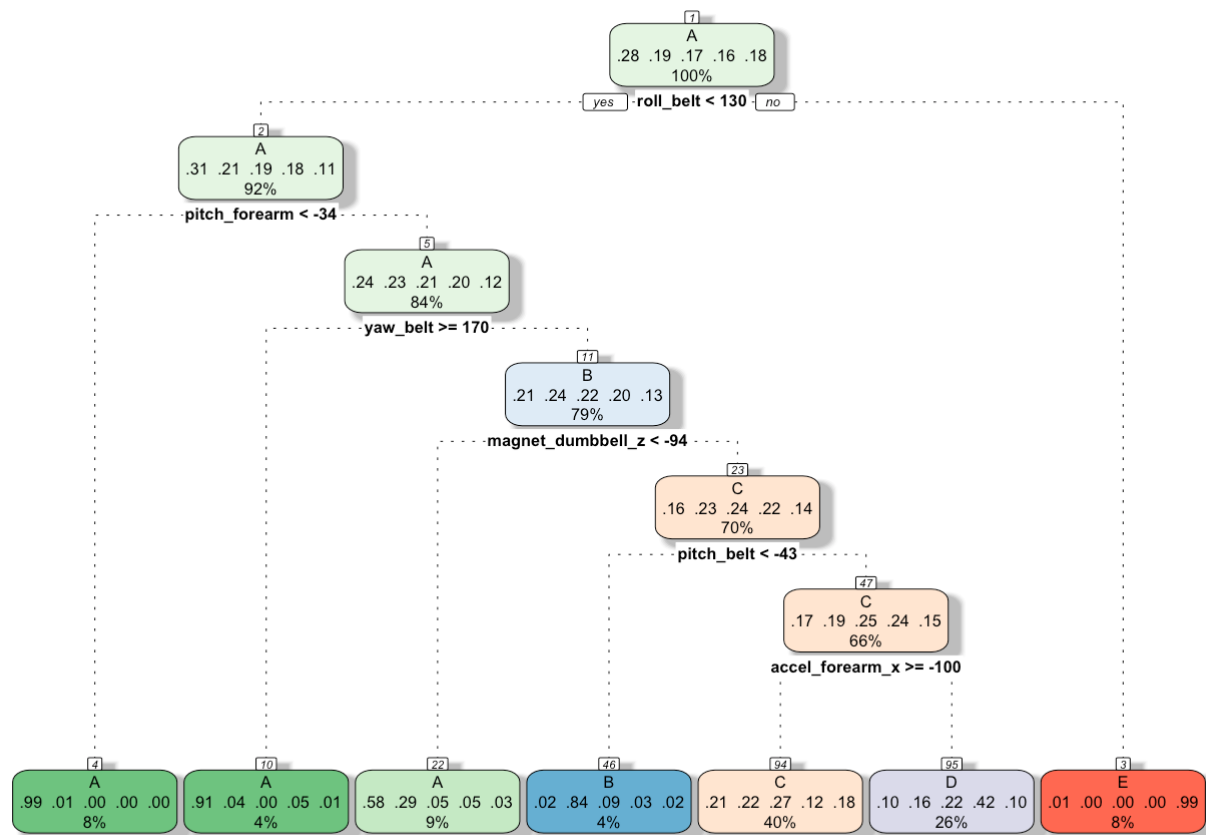 1
A
.28 .19 .17 .16 .18
100%
yes roll_belt < 130 no
2
A
.31 .21 .19 .18 .11
92%
pitch_forearm < -34
5
A
.24 .23 .21 .20 .12
84%
yaw_belt >= 170
11
B
.21 .24 .22 .20 .13
79%
magnet_dumbbell_z < -94
23
C
.16 .23 .24 .22 .14
70%
pitch_belt < -43
47
C
.17 .19 .25 .24 .15
66%
accel_forearm_x >= -100
4
A
.99 .01 .00 .00 .00
8%
10
A
.91 .04 .00 .05 .01
4%
22
A
.58 .29 .05 .05 .03
9%
46
B
.02 .84 .09 .03 .02
4%
94
C
.21 .22 .27 .12 .18
40%
95
D
.10 .16 .22 .42 .10
26%
3
E
.01 .00 .00 .00 .99
8%